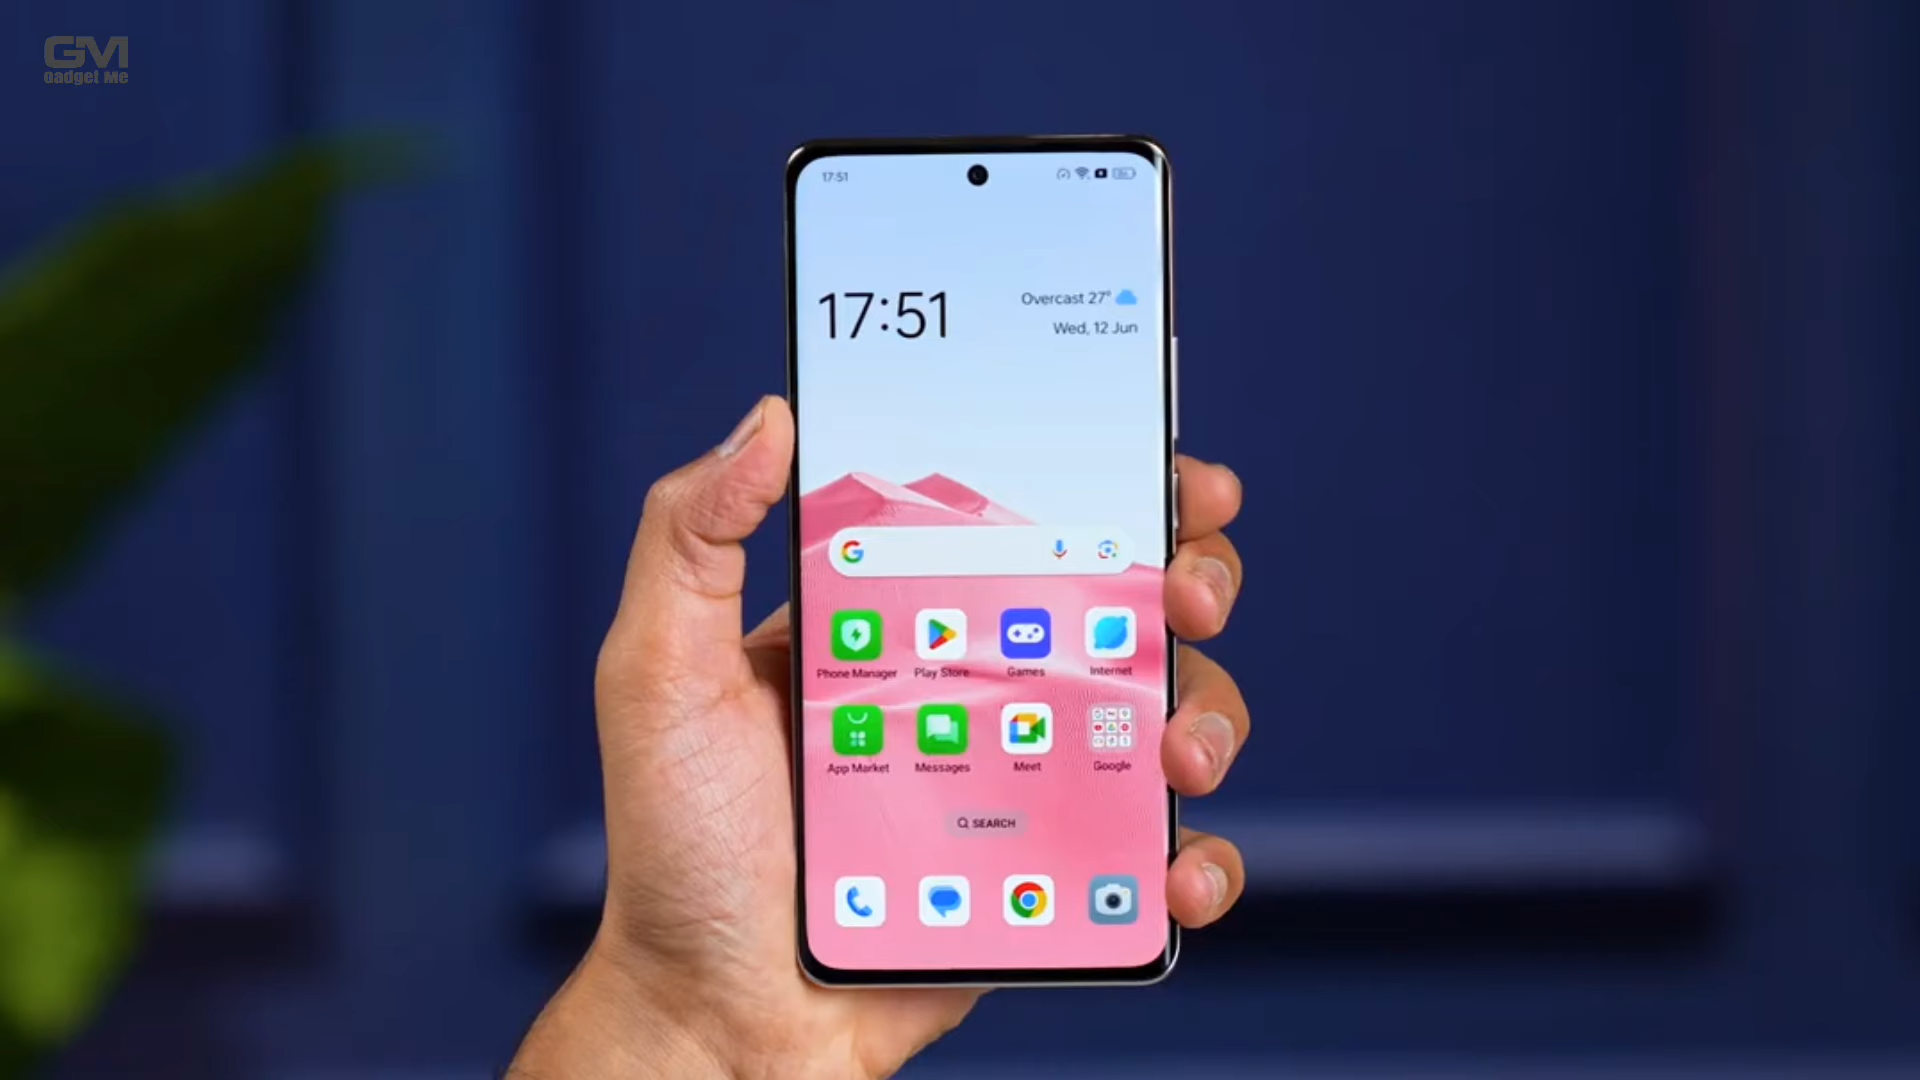 GM
Gadget Me
17:51
17:51
Overcast 27°
Wed, 12 Jun
Phone Manager
Play Store
Games
Internet
App Market
Messages
Meet
Google
SEARCH